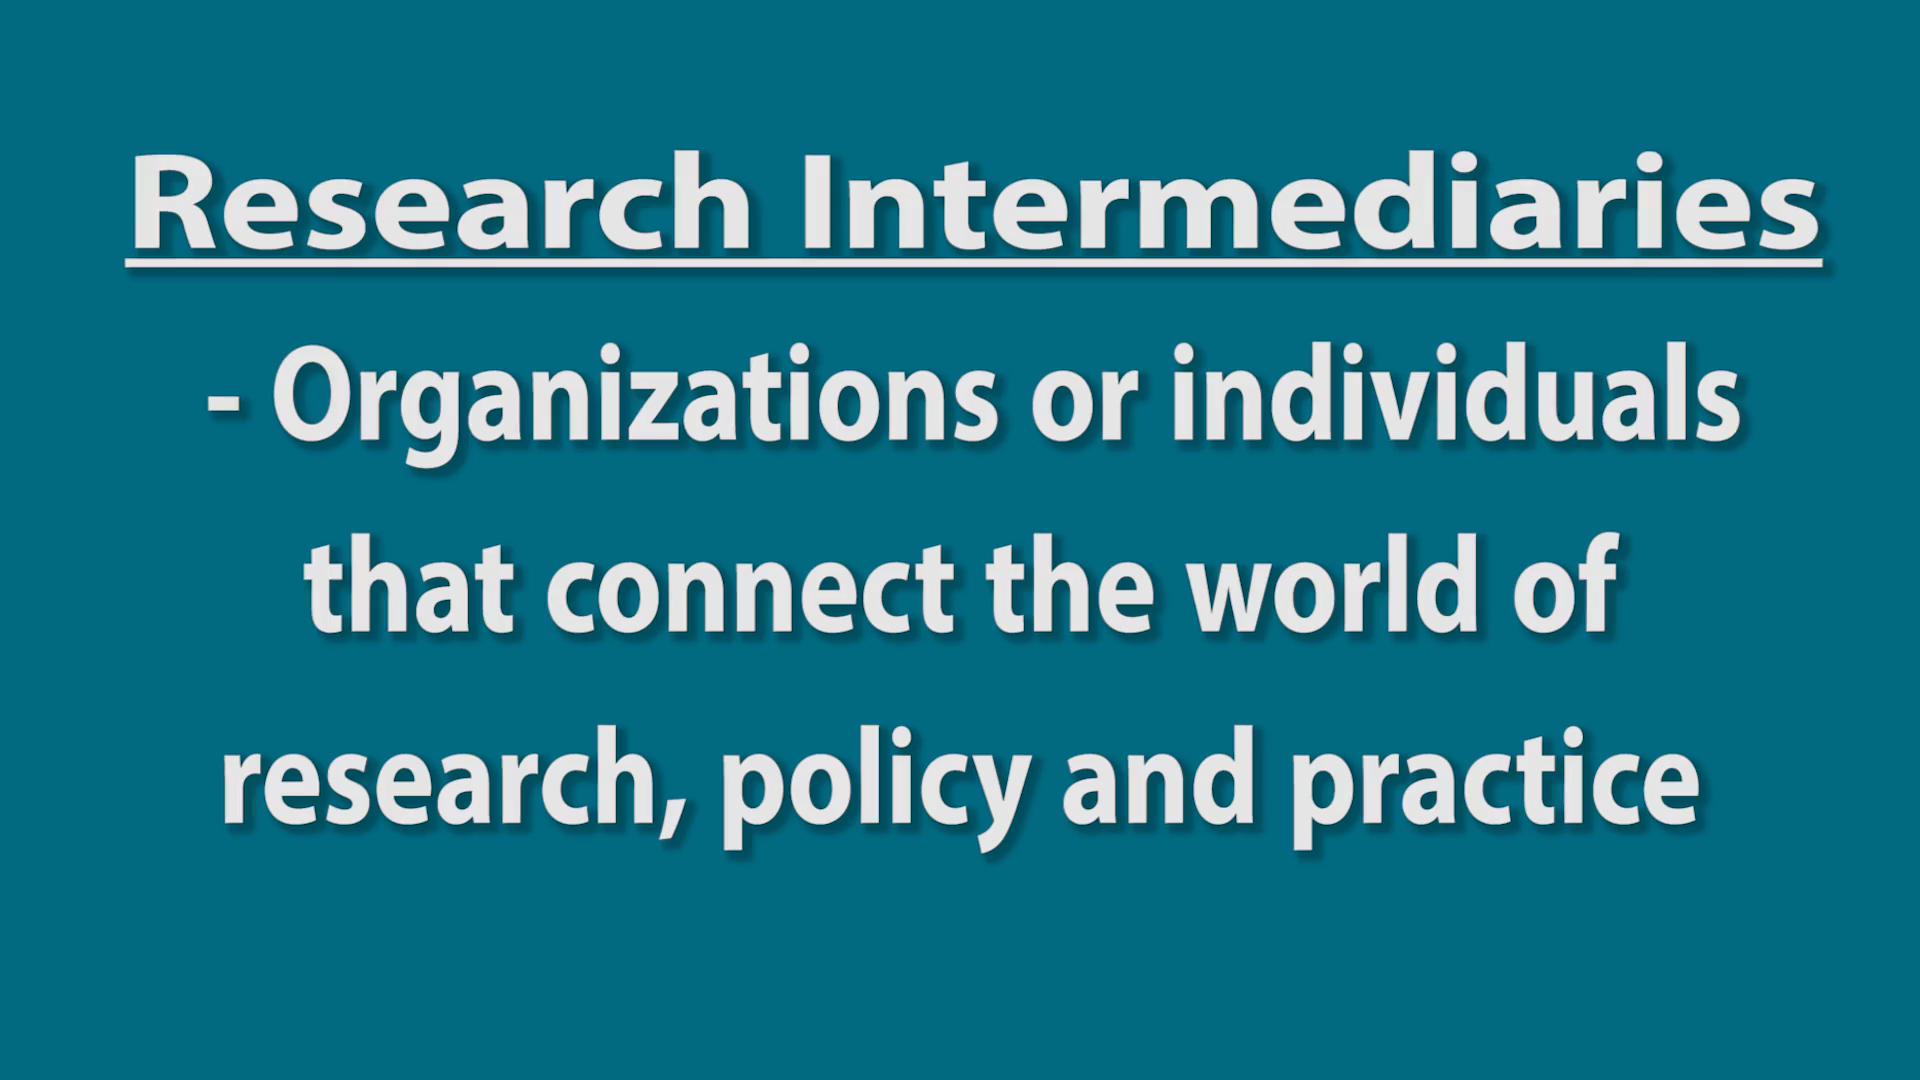 Research Intermediaries
- Organizations or individuals
that connect the world of
research, policy and practice